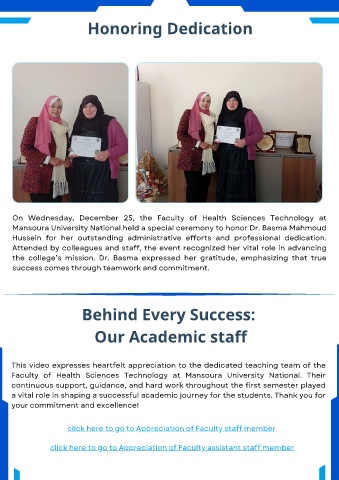 Honoring Dedication
On Wednesday, December 25, the Faculty of Health Sciences Technology at
Mansoura University National held a special ceremony to honor Dr. Basma Mahmoud
Hussein for her outstanding administrative efforts and professional dedication.
Attended by colleagues and staff, the event recognized her vital role in advancing
the college's mission. Dr. Basma expressed her gratitude, emphasizing that true
success comes through teamwork and commitment.
Behind Every Success:
Our Academic staff
This video expresses heartfelt appreciation to the dedicated teaching team of the
Faculty of Health Sciences Technology at Mansoura University National. Their
continuous support, guidance, and hard work throughout the first semester played
a vital role in shaping a successful academic journey for the students. Thank you for
your commitment and excellence!
click here to go to Appreciation of Faculty staff member
click here to go to Appreciation of Faculty assistant staff member